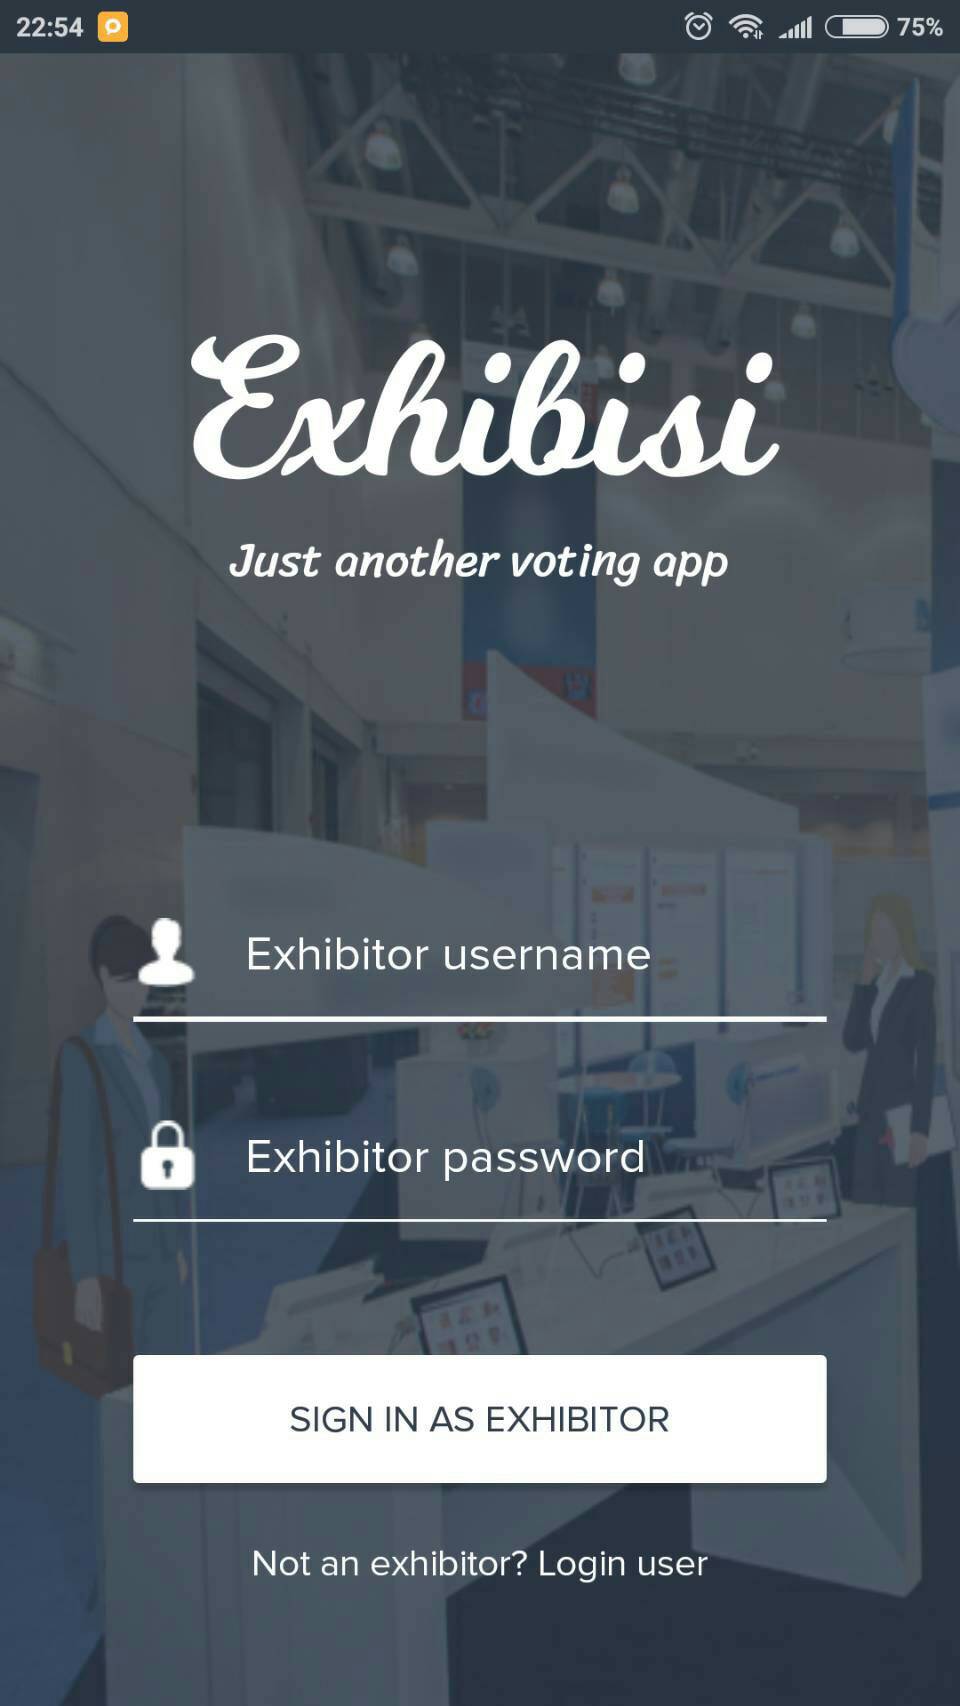 22:54
75%
Exhibisi
Just another voting app
Exhibitor username
Exhibitor password
SIGN IN AS EXHIBITOR
Not an exhibitor? Login user